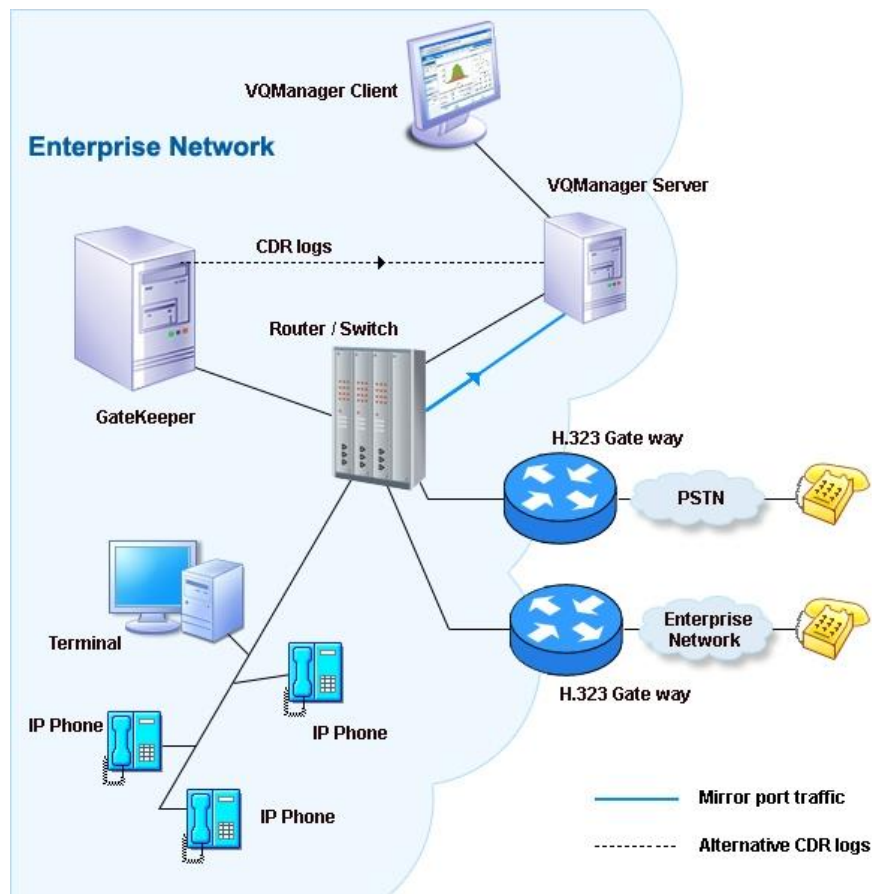 VQManager Client
Enterprise Network
VQManager Server
CDR logs
Router / Switch
GateKeeper
H.323 Gate way
PSTN
Terminal
Enterprise
Network
H.323 Gate way
IP Phone
IP Phone
IP Phone
Mirror port traffic
Alternative CDR logs